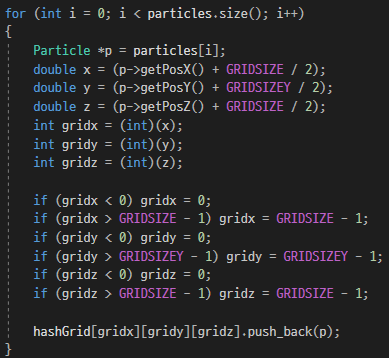 for (int i = 0; i < particles.size(); i++)
{
    Particle *p = particles[i];
    double x = (p->getPosX() + GRIDSIZE / 2);
    double y = (p->getPosY() + GRIDSIZEY / 2);
    double z = (p->getPosZ() + GRIDSIZE / 2);
    int gridx = (int)(x);
    int gridy = (int)(y);
    int gridz = (int)(z);

    if (gridx < 0) gridx = 0;
    if (gridx > GRIDSIZE - 1) gridx = GRIDSIZE - 1;
    if (gridy < 0) gridy = 0;
    if (gridy > GRIDSIZEY - 1) gridy = GRIDSIZEY - 1;
    if (gridz < 0) gridz = 0;
    if (gridz > GRIDSIZE - 1) gridz = GRIDSIZE - 1;

    hashGrid[gridx][gridy][gridz].push_back(p);
}